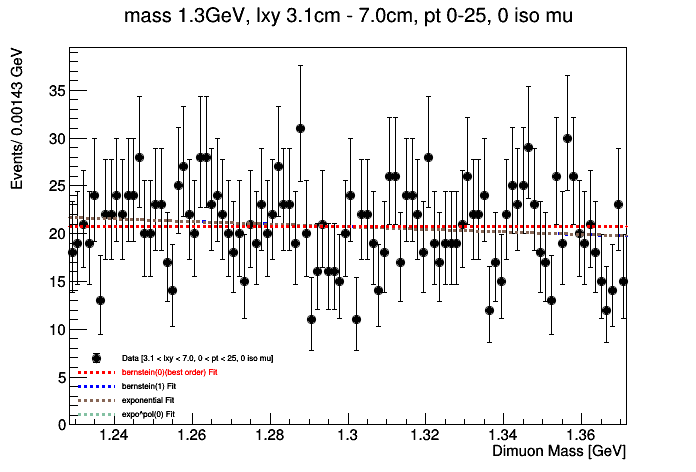 mass 1.3GeV, lxy 3.1cm - 7.0cm, pt 0-25, 0 iso mu
Events/ 0.00143 GeV
35
30
25
20
15
10
5
0
Data [3.1 < lxy < 7.0, 0 < pt < 25, 0 iso mu]
bernstein(0)(best order) Fit
bernstein(1) Fit
exponential Fit
expo^pol(0) Fit
1.24 1.26 1.28 1.3 1.32 1.34 1.36
Dimuon Mass [GeV]